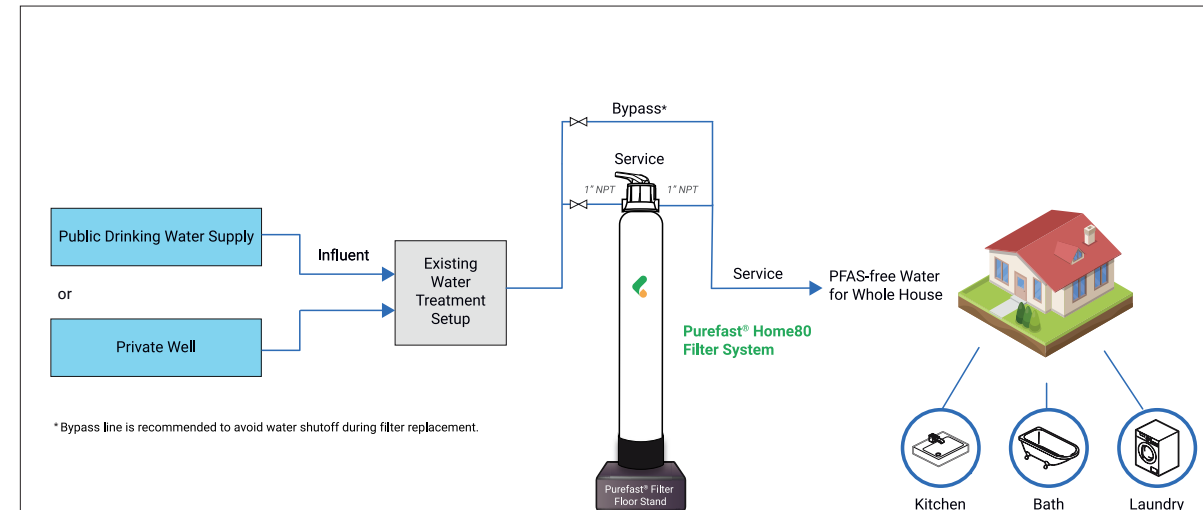 Bypass*
Service
1" NPT
1" NPT
Public Drinking Water Supply
Influent
or
Private Well
Existing
Water
Treatment
Setup
Service
PFAS-free Water
for Whole House
Purefast® Home80
Filter System
* Bypass line is recommended to avoid water shutoff during filter replacement.
Purefast® Filter
Floor Stand
Kitchen
Bath
Laundry